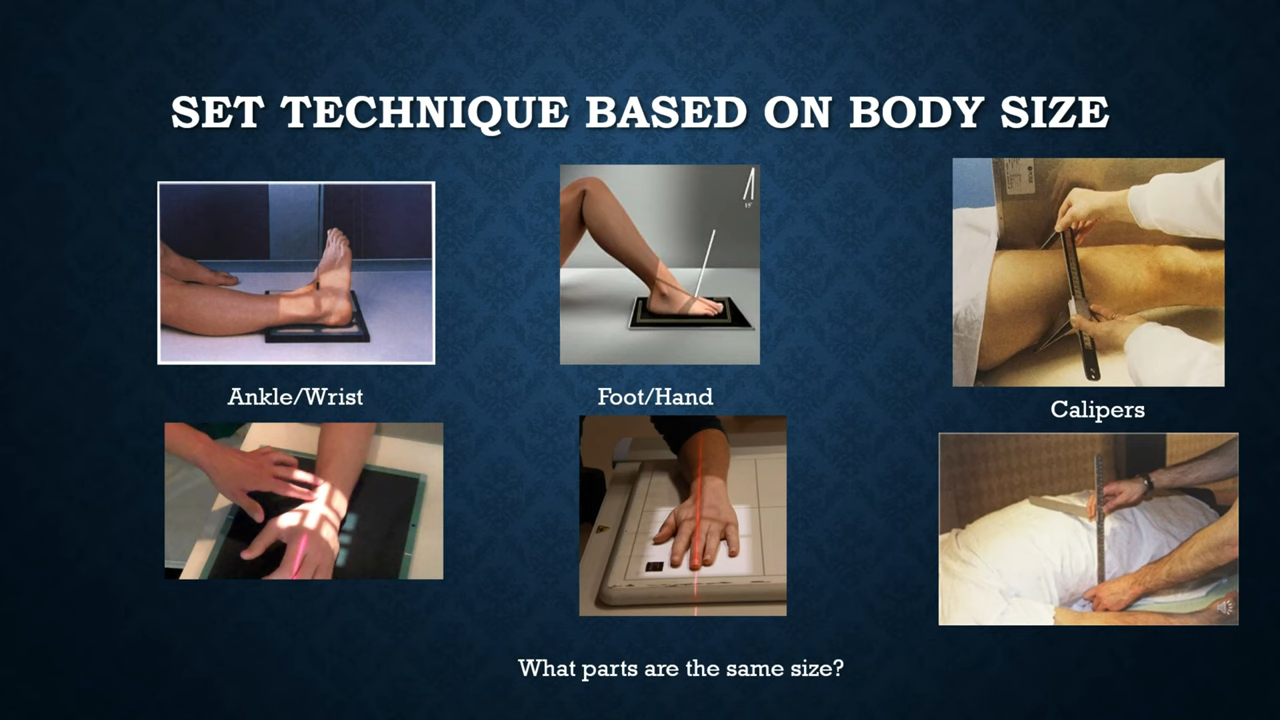 SET TECHNIQUE BASED ON BODY SIZE
Ankle/Wrist
Foot/Hand
Calipers
What parts are the same size?